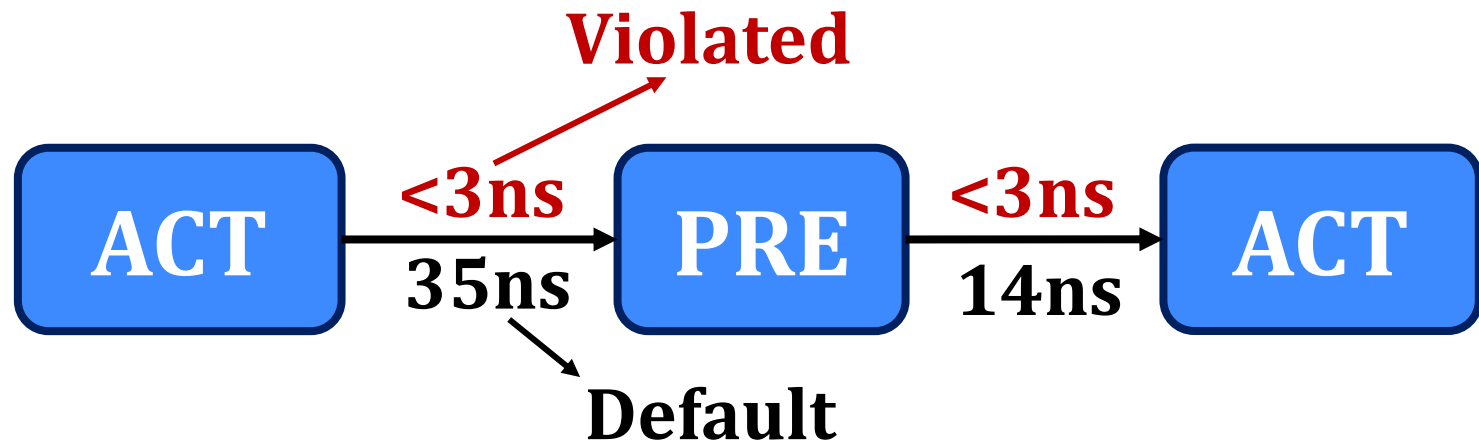 Violated
<3ns
<3ns
ACT
PRE
ACT
35ns
14ns
Default